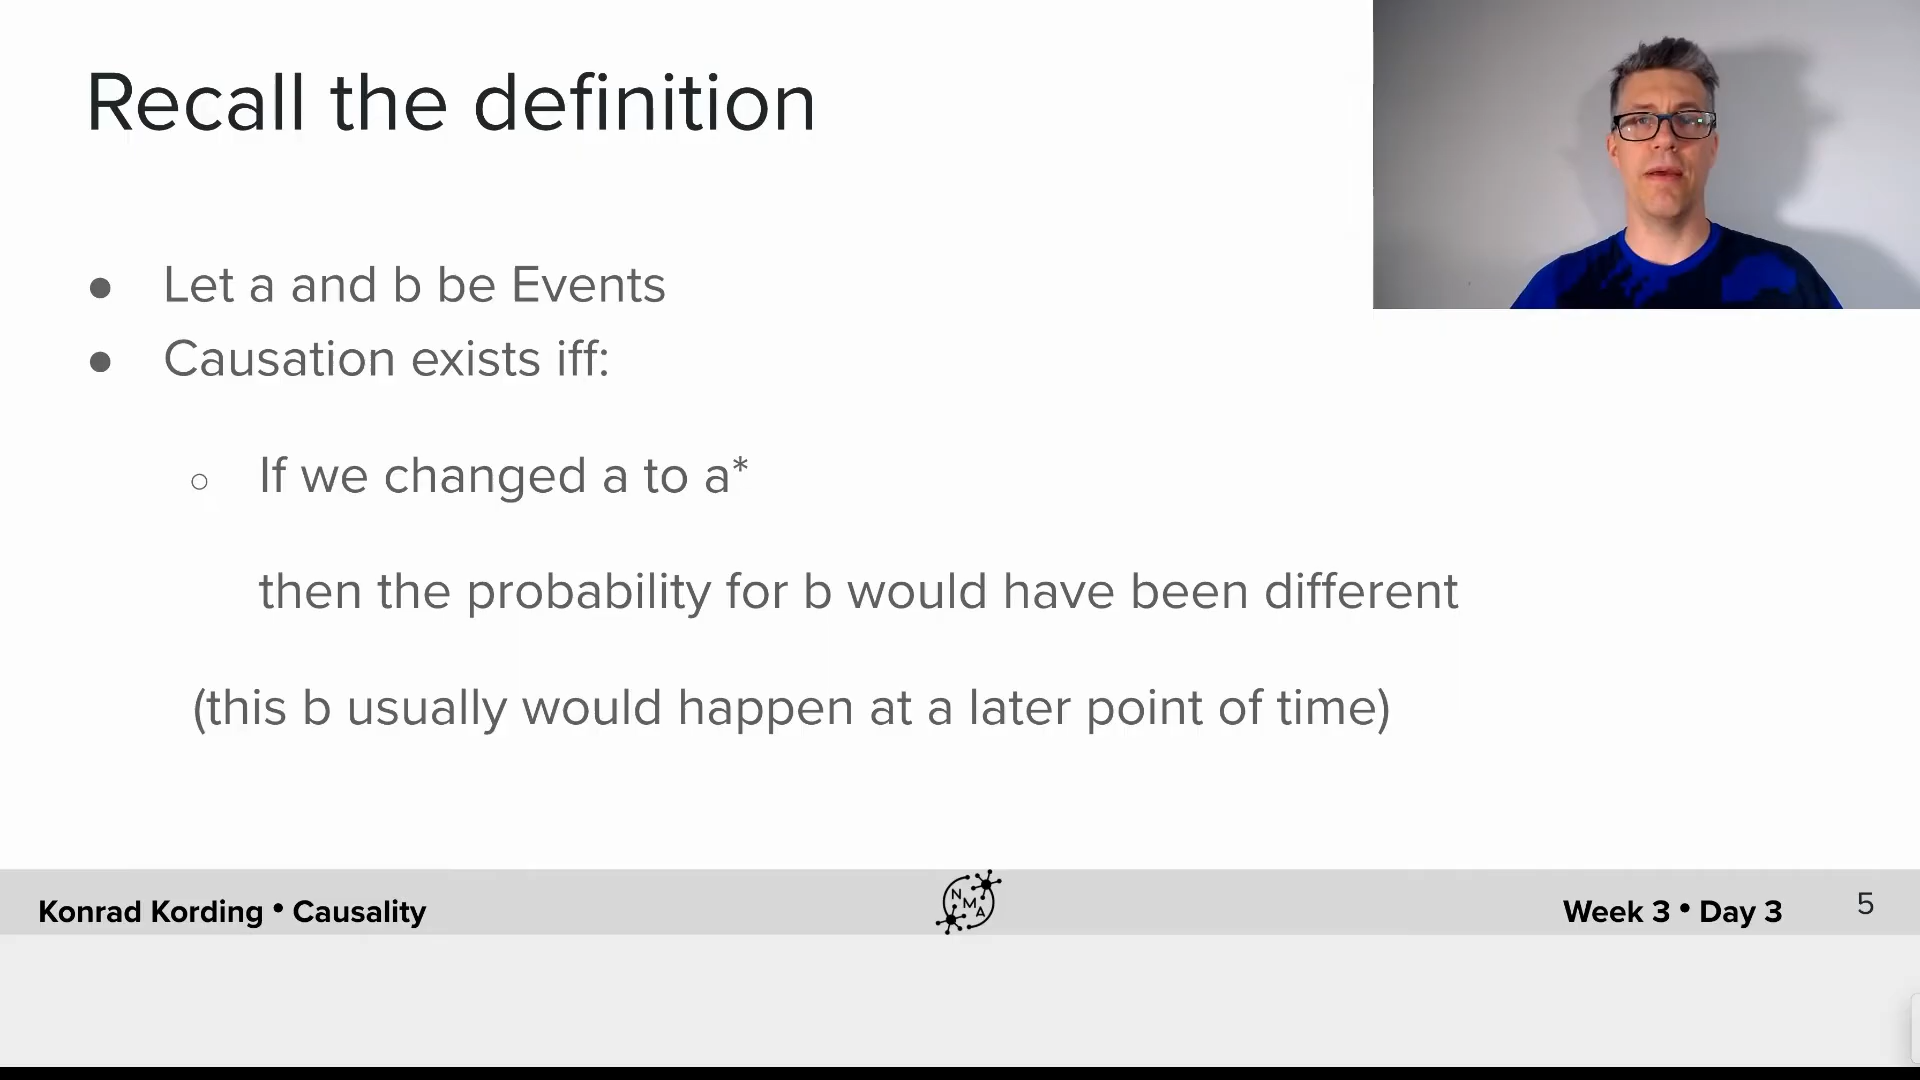 Recall the definition
● Let a and b be Events
● Causation exists iff:
○ If we changed a to a*
then the probability for b would have been different
(this b usually would happen at a later point of time)
Konrad Kording • Causality
N
M
A
Week 3 • Day 3
5